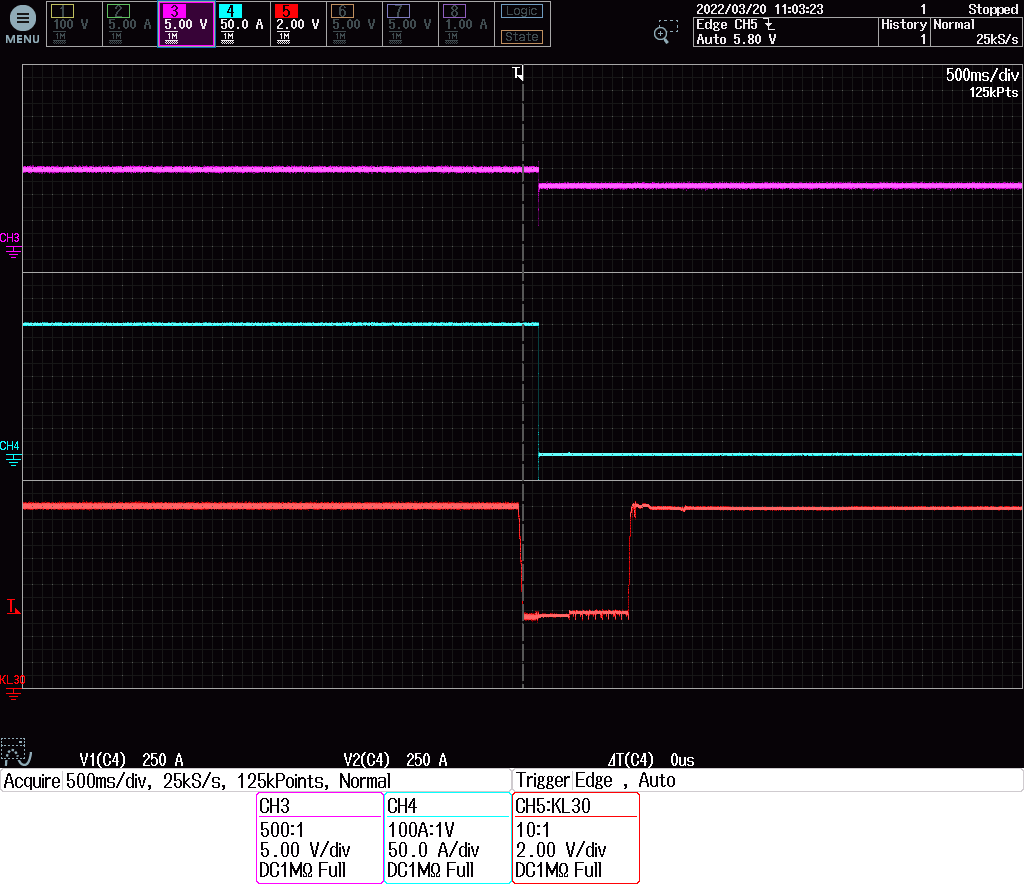 MENU
1 2 3 4 5 6 7 8 Logic
100 V 5.00 A 5.00 V 50.0 A 2.00 V 5.00 V 5.00 V 1.00 A
1M 1M 1M 1M 1M 1M 1M 1M State
2022/03/20 11:03:23 1 Stopped
Edge CH5 History Normal
Auto 5.80 V 1 25kS/s
T
500ms/div
125kPts
CH3
CH4
T
KL30
V1(C4) 250 A V2(C4) 250 A ΔT(C4) 0us
Acquire 500ms/div, 25kS/s, 125kPoints, Normal Trigger Edge , Auto
CH3 CH4 CH5:KL30
500:1 100A:1V 10:1
5.00 V/div 50.0 A/div 2.00 V/div
DC1MΩ Full DC1MΩ Full DC1MΩ Full